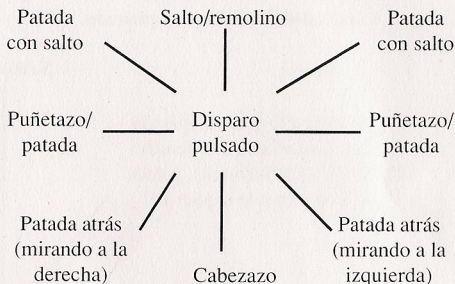 Patada
con salto
Salto/remolino
Patada
con salto
Puñetazo/
patada
Disparo
pulsado
Puñetazo/
patada
Patada atrás
(mirando a la
derecha)
Cabezazo
Patada atrás
(mirando a la
izquierda)